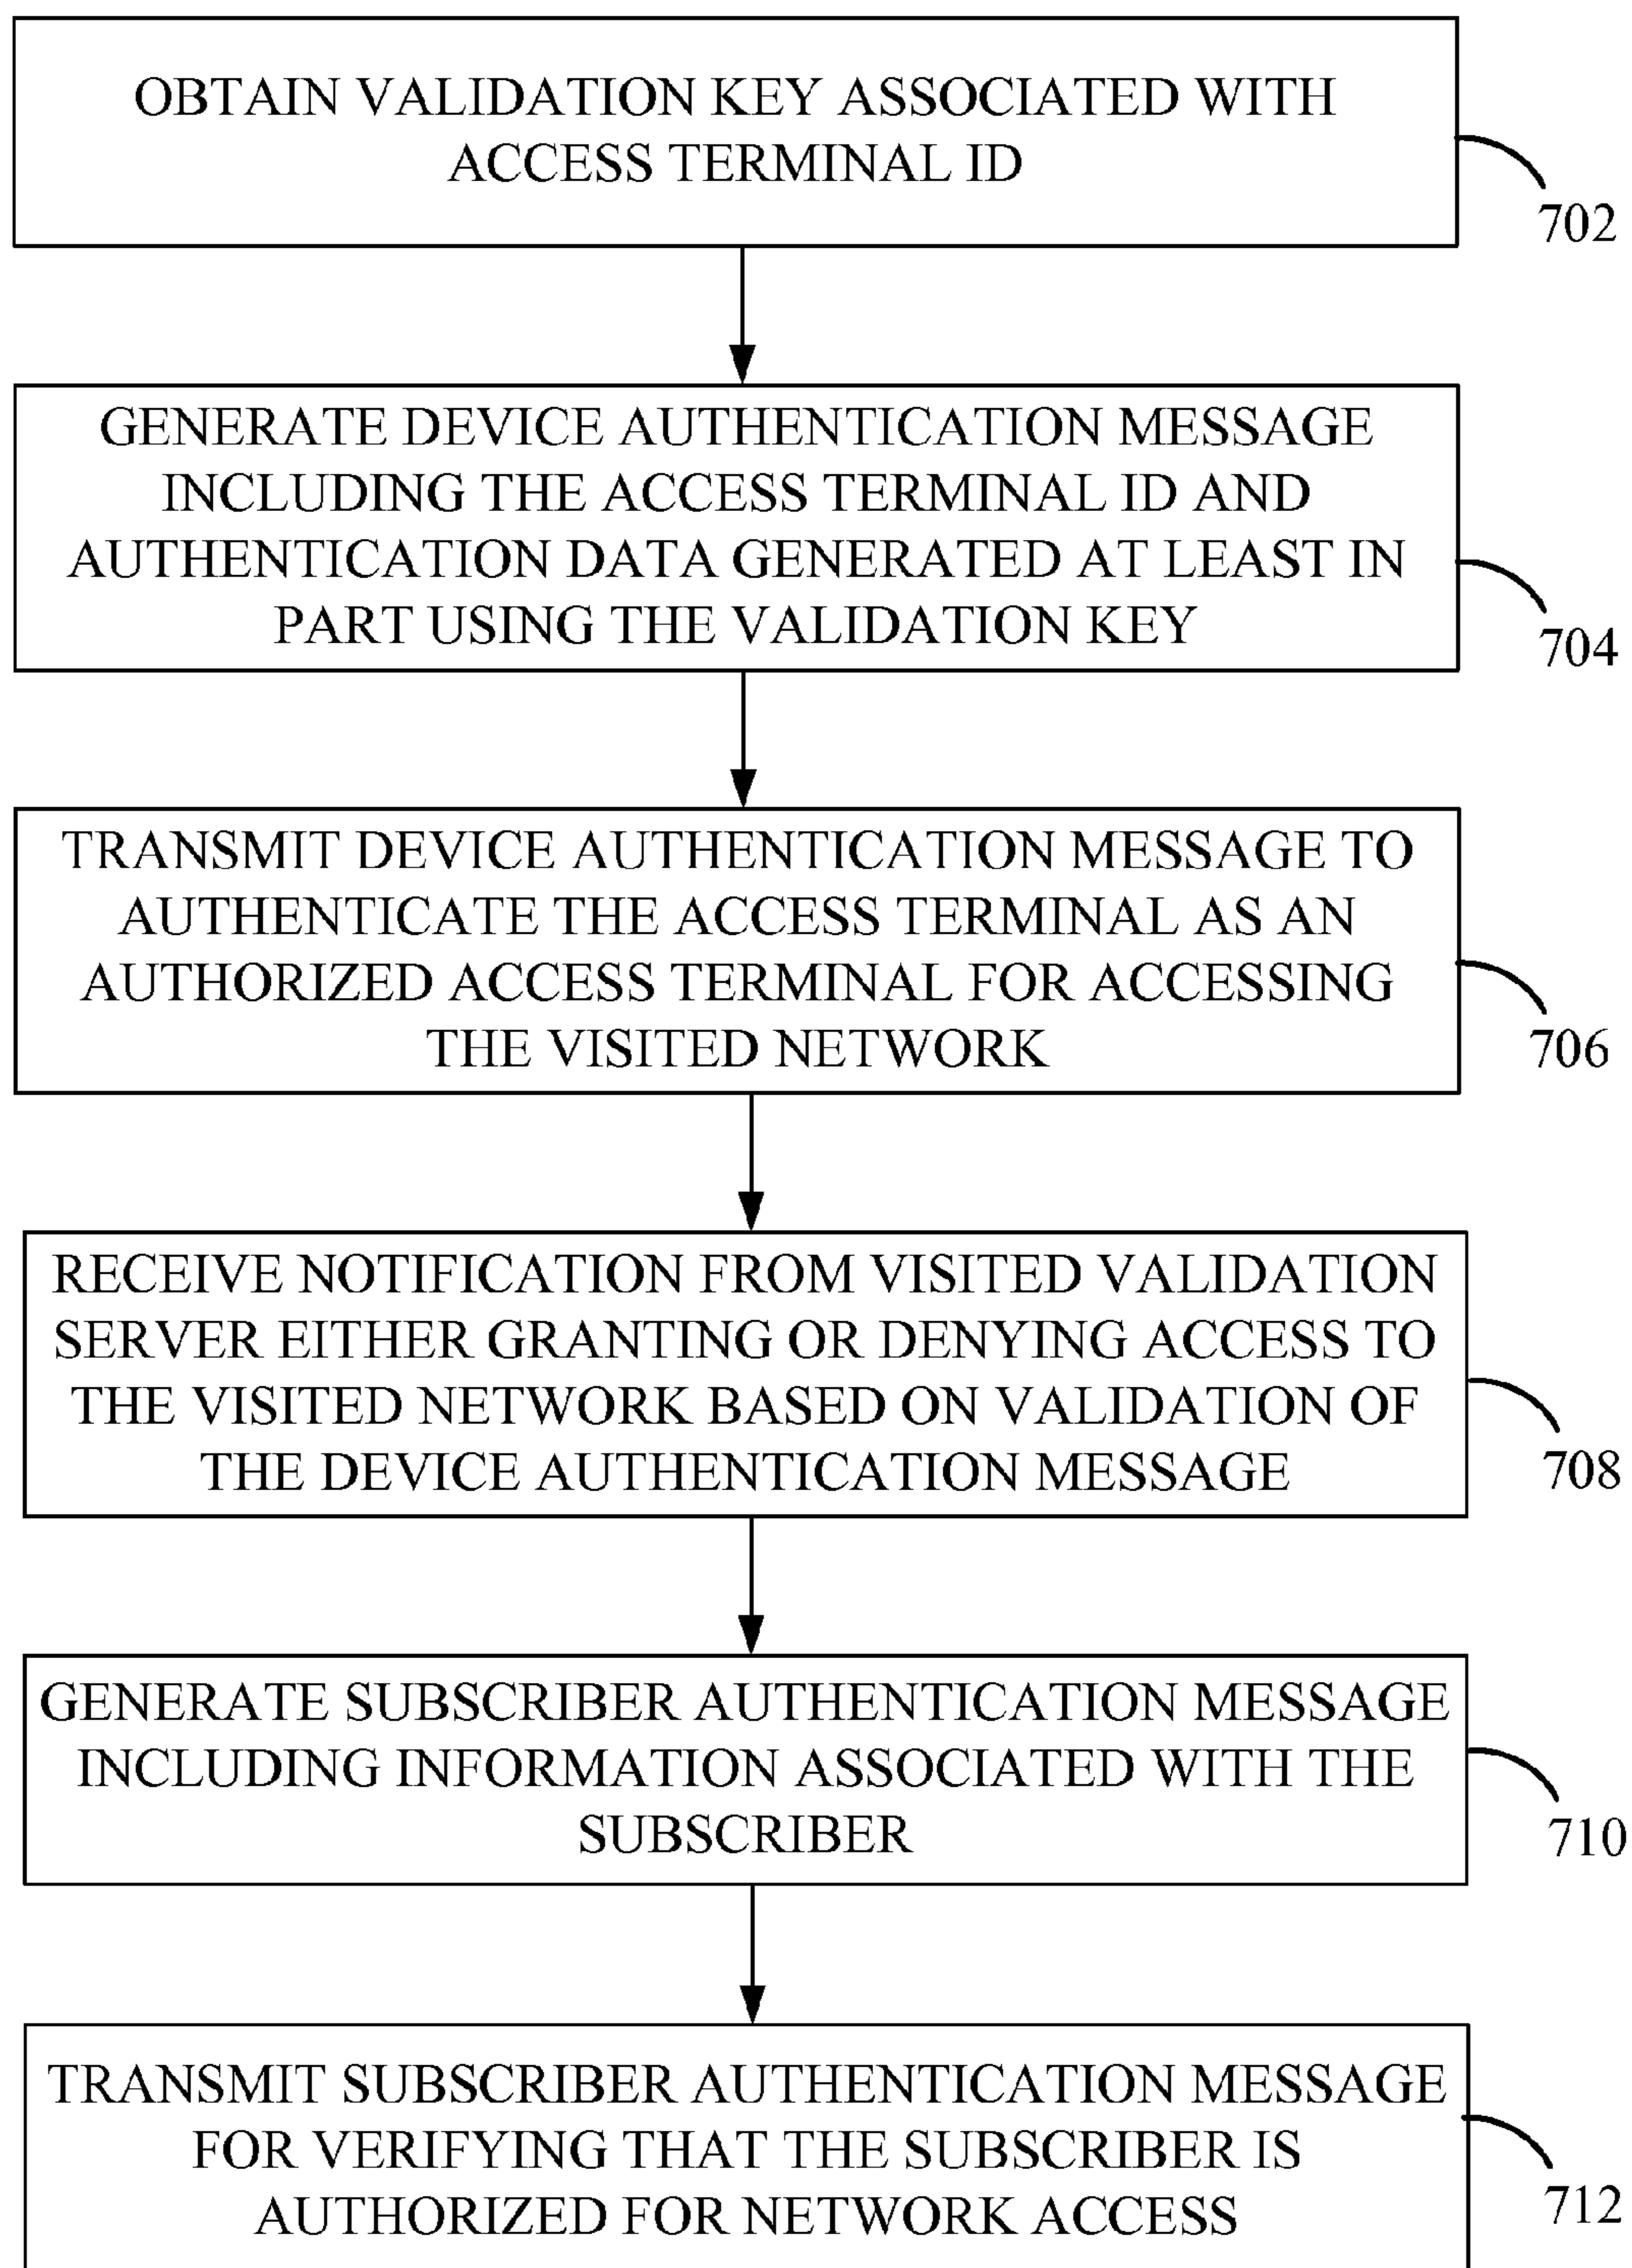 OBTAIN VALIDATION KEY ASSOCIATED WITH
ACCESS TERMINAL ID
702
GENERATE DEVICE AUTHENTICATION MESSAGE
INCLUDING THE ACCESS TERMINAL ID AND
AUTHENTICATION DATA GENERATED AT LEAST IN
PART USING THE VALIDATION KEY
704
TRANSMIT DEVICE AUTHENTICATION MESSAGE TO
AUTHENTICATE THE ACCESS TERMINAL AS AN
AUTHORIZED ACCESS TERMINAL FOR ACCESSING
THE VISITED NETWORK
706
RECEIVE NOTIFICATION FROM VISITED VALIDATION
SERVER EITHER GRANTING OR DENYING ACCESS TO
THE VISITED NETWORK BASED ON VALIDATION OF
THE DEVICE AUTHENTICATION MESSAGE
708
GENERATE SUBSCRIBER AUTHENTICATION MESSAGE
INCLUDING INFORMATION ASSOCIATED WITH THE
SUBSCRIBER
710
TRANSMIT SUBSCRIBER AUTHENTICATION MESSAGE
FOR VERIFYING THAT THE SUBSCRIBER IS
AUTHORIZED FOR NETWORK ACCESS
712